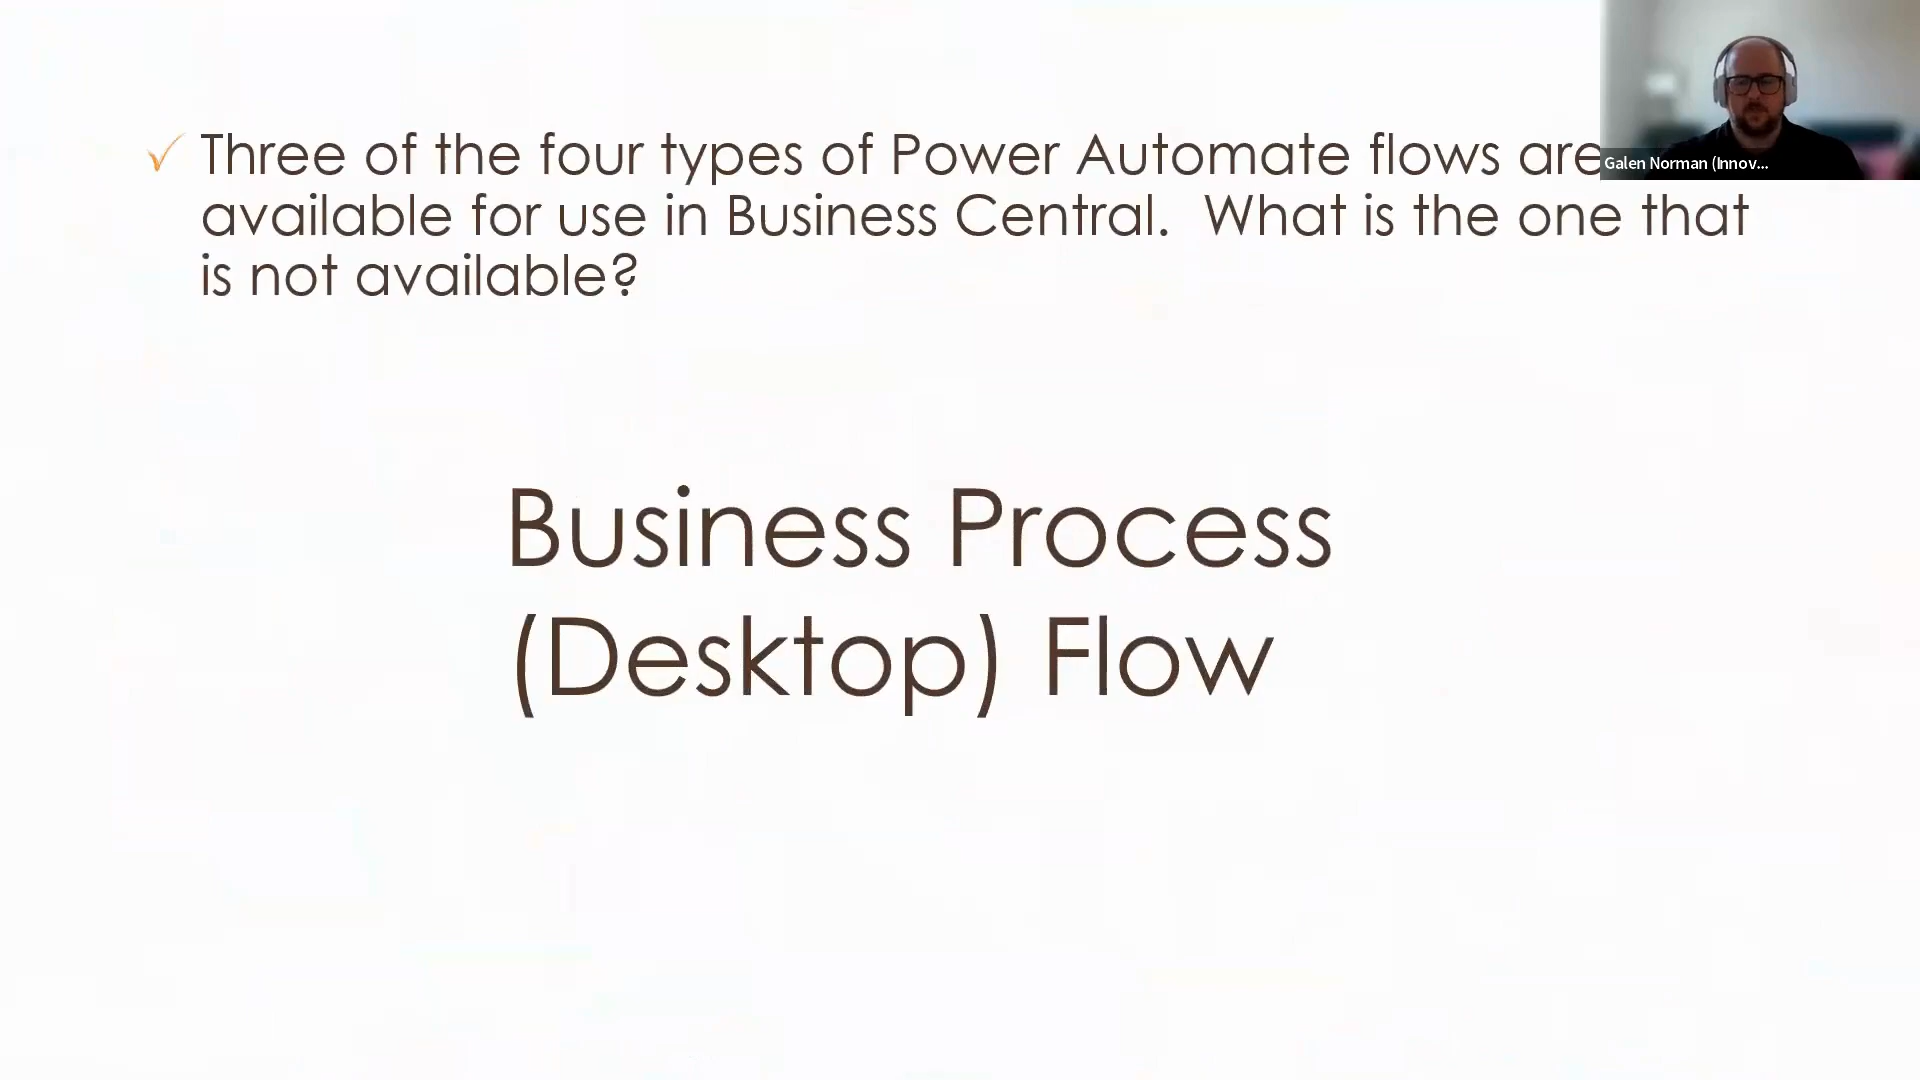 Three of the four types of Power Automate flows are
available for use in Business Central.  What is the one that
is not available?
Galen Norman (Innov...
Business Process
(Desktop) Flow